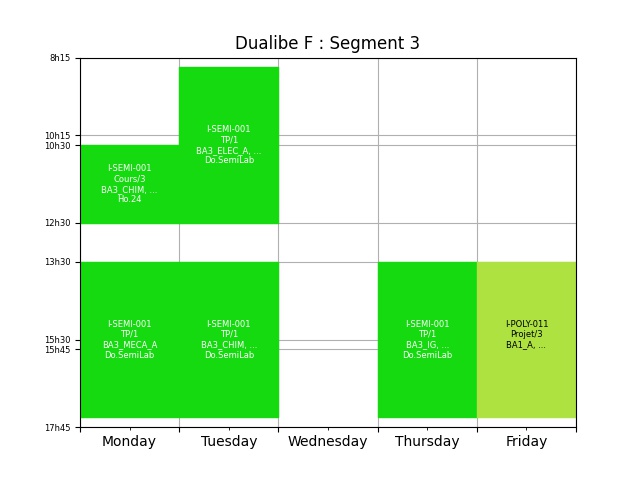 Dualibe F : Segment 3
8h15
10h15
10h30
12h30
13h30
15h30
15h45
17h45
I-SEMI-001
Cours/3
BA3_CHIM, ...
Ho.24
I-SEMI-001
TP/1
BA3_MECA_A
Do.SemiLab
I-SEMI-001
TP/1
BA3_ELEC_A, ...
Do.SemiLab
I-SEMI-001
TP/1
BA3_CHIM, ...
Do.SemiLab
I-SEMI-001
TP/1
BA3_IG, ...
Do.SemiLab
I-POLY-011
Projet/3
BA1_A, ...
Monday
Tuesday
Wednesday
Thursday
Friday